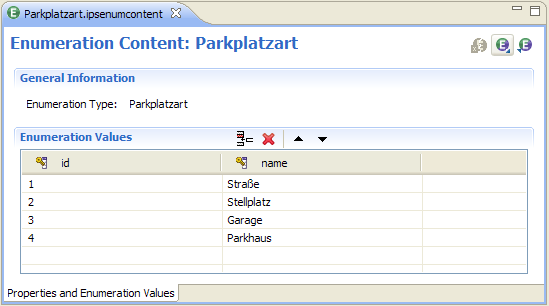 Parkplatzart.ipsenumcontent
Enumeration Content: Parkplatzart
General Information
Enumeration Type: Parkplatzart
Enumeration Values
id name
1 Straße
2 Stellplatz
3 Garage
4 Parkhaus
Properties and Enumeration Values